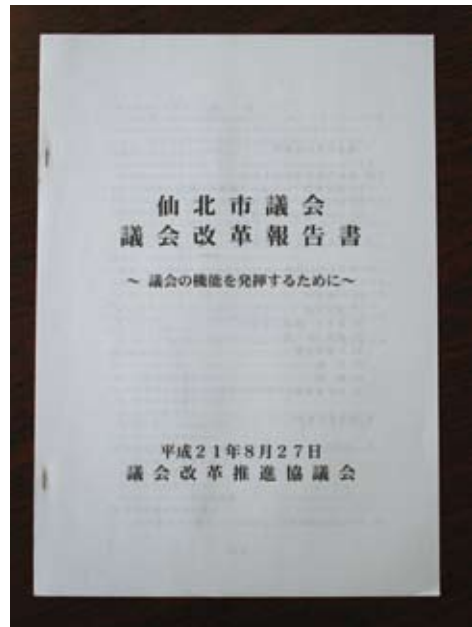 仙北市議会
議会改革報告書
～ 議会の機能を発揮するために～
平成21年8月27日
議会改革推進協議会